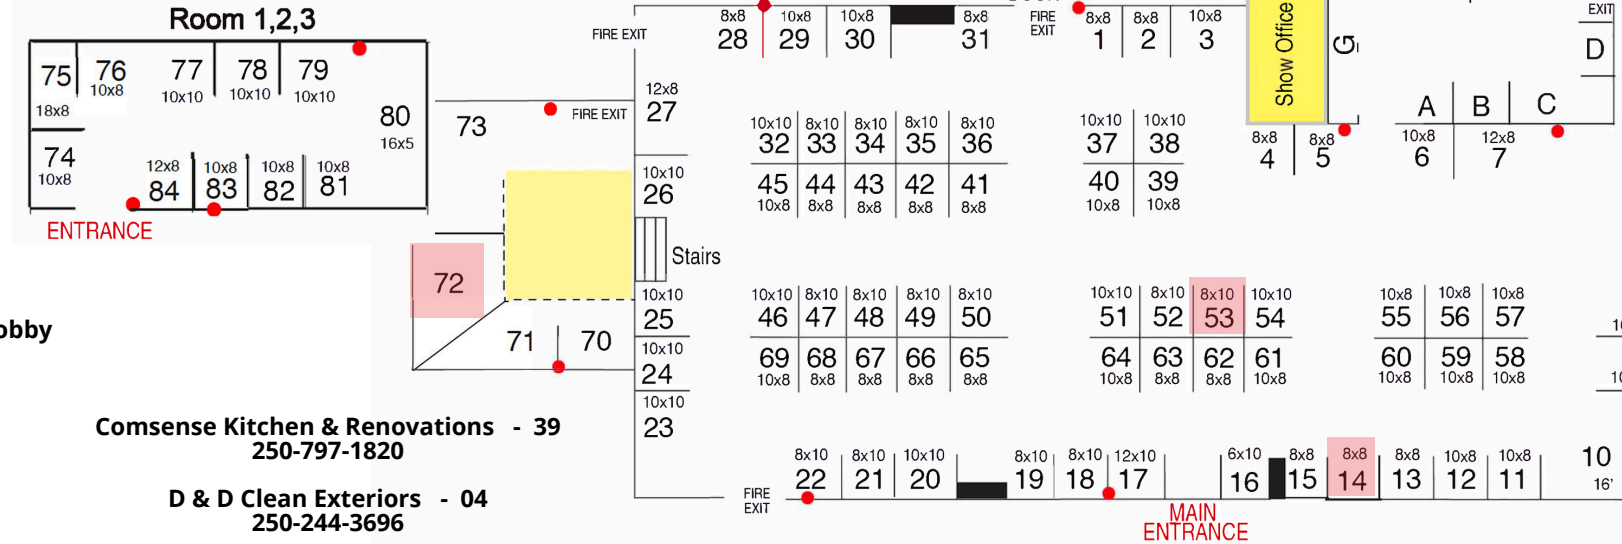 Room 1,2,3
75
76
10x8
77
10x10
78
10x10
79
10x10
18x8
80
16x5
74
10x8
12x8
84
10x8
83
10x8
82
10x8
81
ENTRANCE
FIRE EXIT
73
FIRE EXIT
12x8
27
10x10
26
Stairs
72
71
70
10x10
25
10x10
24
10x10
23
8x8
28
10x8
29
10x8
30
8x8
31
FIRE
EXIT
8x8
1
8x8
2
10x8
3
Show Office
G
EXIT
D
A
B
C
8x8
4
8x8
5
10x8
6
12x8
7
10x10 8x10 8x10 8x10 8x10
32 33 34 35 36
45 44 43 42 41
10x8 8x8 8x8 8x8 8x8
10x10 10x10
37 38
40 39
10x8 10x8
10x10 8x10 8x10 8x10 8x10
46 47 48 49 50
69 68 67 66 65
10x8 8x8 8x8 8x8 8x8
10x10 8x10 8x10 10x10
51 52 53 54
64 63 62 61
10x8 8x8 8x8 10x8
10x8 10x8 10x8
55 56 57
60 59 58
10x8 10x8 10x8
obby
Comsense Kitchen & Renovations - 39
250-797-1820
D & D Clean Exteriors - 04
250-244-3696
FIRE
EXIT
8x10 8x10 10x10
22 21 20
8x10 8x10 12x10
19 18 17
MAIN
ENTRANCE
6x10 8x8 8x8 8x8 10x8 10x8
16 15 14 13 12 11
10
16'